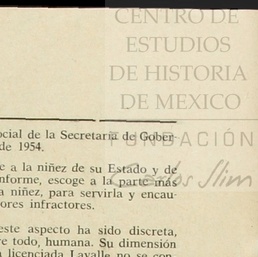 CENTRO DE
ESTUDIOS
DE HISTORIA
DE MEXICO
FUNDACIÓN
Carlos Slim
ocial de la Secretaría de Gober-
de 1954.
e a la niñez de su Estado y de
nforme, escoge a la parte más
a niñez, para servirla y encau-
ores infractores.
este aspecto ha sido discreta,
re todo, humana. Su dimensión
licenciada Lavalle no se con-